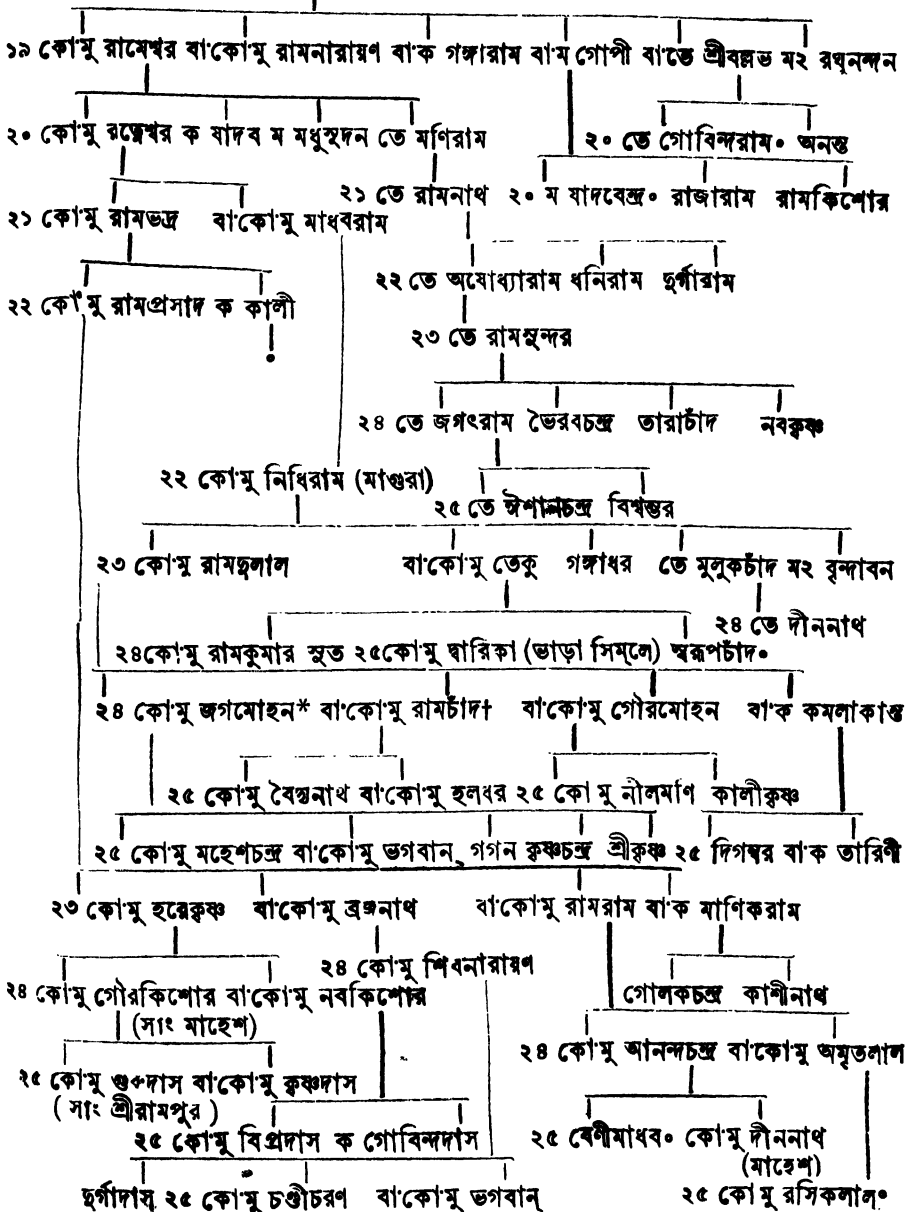 ১৯ কো'মু রামেশ্বর বা'কো'মু রামনারায়ণ বা'ক গঙ্গারাম বা'ম গোপী বা'তে শ্রীবল্লভ ম২ রঘুনন্দন
২০ কো'মু রত্নেশ্বর ক যাদব ম মধুসূদন তে মণিরাম
২০ তে গোবিন্দরাম॰ অনন্ত
২১ তে রামনাথ
২০ ম যাদবেন্দ্র॰ রাজারাম রামকিশোর
২১ কো'মু রামভদ্র বা'কো'মু মাধবরাম
২২ তে অযোধ্যারাম ধনিরাম দুর্গারাম
২২ কো'মু রামপ্রসাদ ক কালী
২৩ তে রামসুন্দর
২৪ তে জগৎরাম ভৈরবচন্দ্র তারাচাঁদ নবকৃষ্ণ
২২ কো'মু নিধিরাম (মাগুরা)
২৫ তে ঈশানচন্দ্র বিশ্বম্ভর
২৩ কো'মু রামদুলাল বা'কো'মু তেকু গঙ্গাধর তে মুলুকচাঁদ ম২ বৃন্দাবন
২৪ তে দীননাথ
২৪কো'মু রামকুমার সুত ২৫কো'মু দ্বারিকা (ভাড়া সিম্‌লে) স্বরূপচাঁদ॰
২৪ কো'মু জগমোহন* বা'কো'মু রামচাঁদ† বা'কো'মু গৌরমোহন বা'ক কমলাকান্ত
২৫ কো'মু বৈদ্যনাথ বা'কো'মু হলধর ২৫ কো'মু নীলমণি কালীকৃষ্ণ
২৫ কো'মু মহেশচন্দ্র বা'কো'মু ভগবান্ গগন কৃষ্ণচন্দ্র শ্রীকৃষ্ণ ২৫ দিগম্বর বা'ক তারিণী
২৩ কো'মু হরেকৃষ্ণ বা'কো'মু ব্রজনাথ বা'কো'মু রামরাম বা'ক মাণিকরাম
২৪ কো'মু শিবনারায়ণ
২৪ কো'মু গৌরকিশোর বা'কো'মু নবকিশোর গোলকচন্দ্র কাশীনাথ
(সাং মাহেশ)
২৪ কো'মু আনন্দচন্দ্র বা'কো'মু অমৃতলাল
২৫ কো'মু গুরুদাস বা'কো'মু কৃষ্ণদাস
(সাং শ্রীরামপুর)
২৫ কো'মু বিপ্রদাস ক গোবিন্দদাস ২৫ বেণীমাধব॰ কো'মু দীননাথ
(মাহেশ)
দুর্গাদাস ২৫ কো'মু চণ্ডীচরণ বা'কো'মু ভগবান্ ২৫ কো'মু রসিকলাল॰